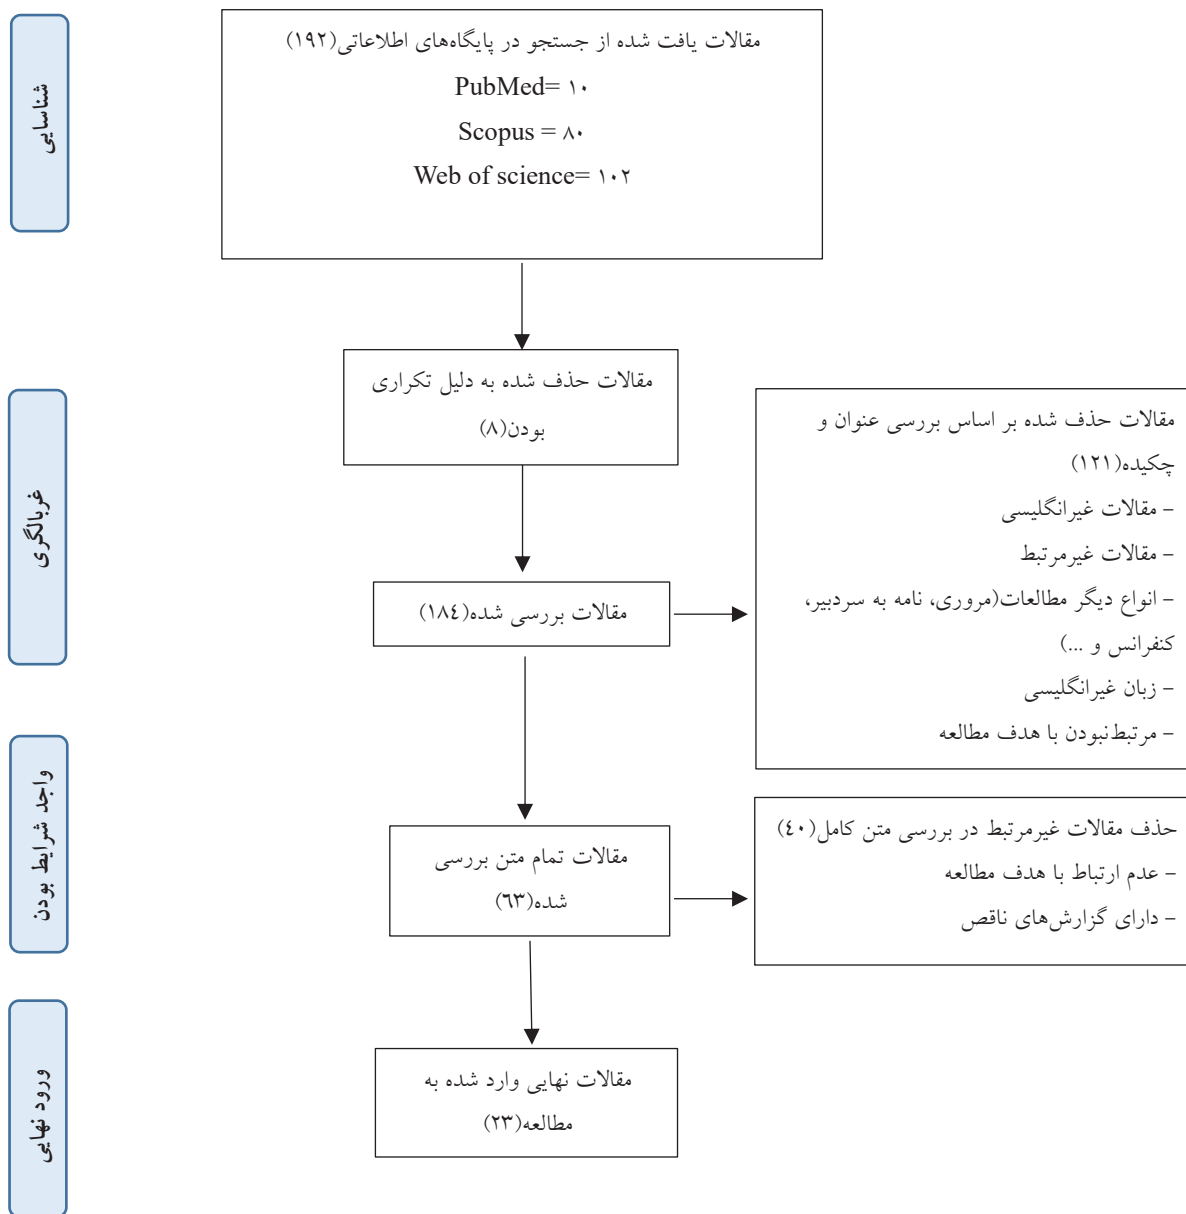 شناسایی
مقالات یافت شده از جستجو در پایگاه‌های اطلاعاتی(۱۹۲)
PubMed= ۱۰
Scopus = ۸۰
Web of science= ۱۰۲
غربالگری
مقالات حذف شده به دلیل تکراری
بودن(۸)
مقالات بررسی شده(۱۸٤)
مقالات حذف شده بر اساس بررسی عنوان و
چکیده(۱۲۱)
- مقالات غیرانگلیسی
- مقالات غیرمرتبط
- انواع دیگر مطالعات(مروری، نامه به سردبیر،
کنفرانس و ...)
- زبان غیرانگلیسی
- مرتبط‌نبودن با هدف مطالعه
واجد شرایط بودن
مقالات تمام متن بررسی
شده(٦۳)
حذف مقالات غیرمرتبط در بررسی متن کامل(٤۰)
- عدم ارتباط با هدف مطالعه
- دارای گزارش‌های ناقص
ورود نهایی
مقالات نهایی وارد شده به
مطالعه(۲۳)